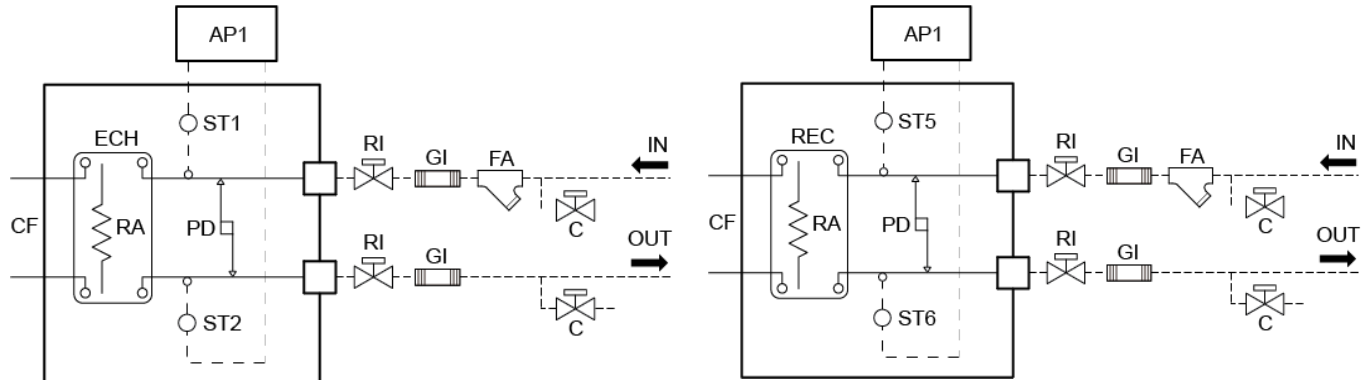 AP1
ST1
ECH
RI
GI
FA
IN
CF
RA
PD
C
RI
GI
OUT
ST2
C
AP1
ST5
REC
RI
GI
FA
IN
CF
RA
PD
C
RI
GI
OUT
ST6
C